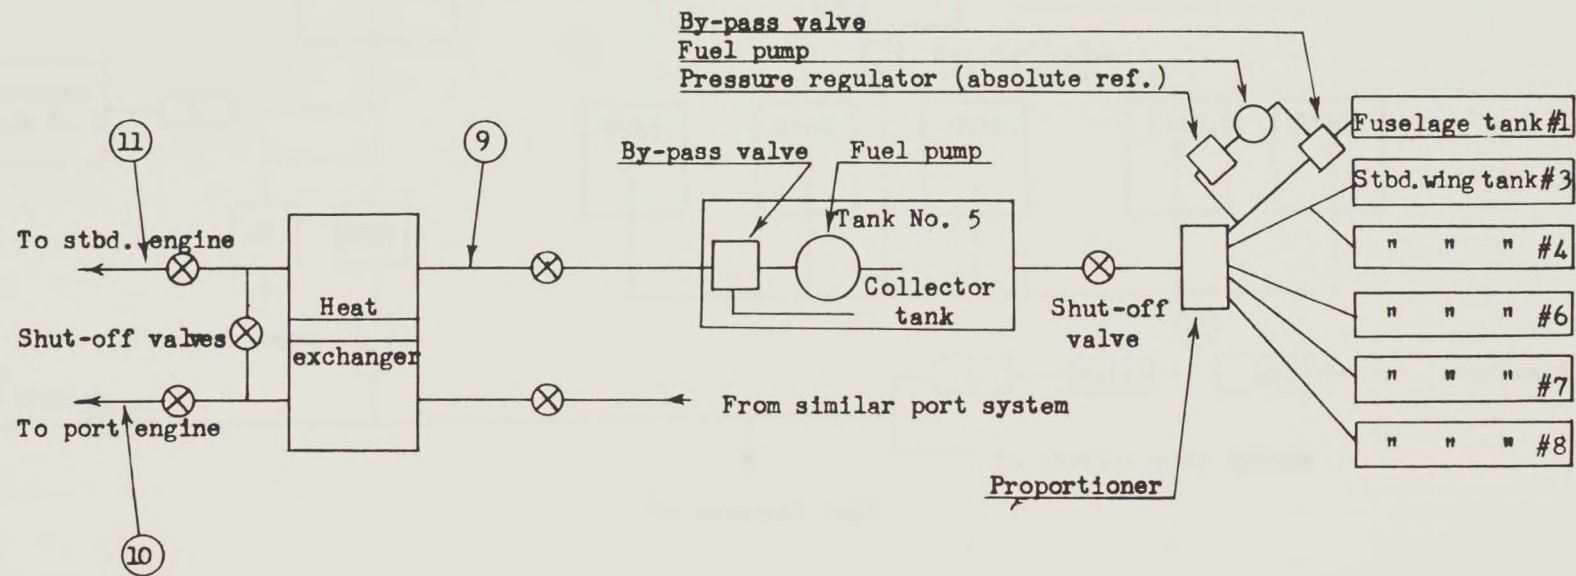 By-pass valve
Fuel pump
Pressure regulator (absolute ref.)
Fuselage tank #1
Stbd. wing tank #3
" " " #4
" " " #6
" " " #7
" " " #8
11
9
By-pass valve
Fuel pump
Tank No. 5
Collector
tank
To stbd. engine
Heat
exchanger
Shut-off valves
Shut-off
valve
To port engine
From similar port system
Proportioner
10